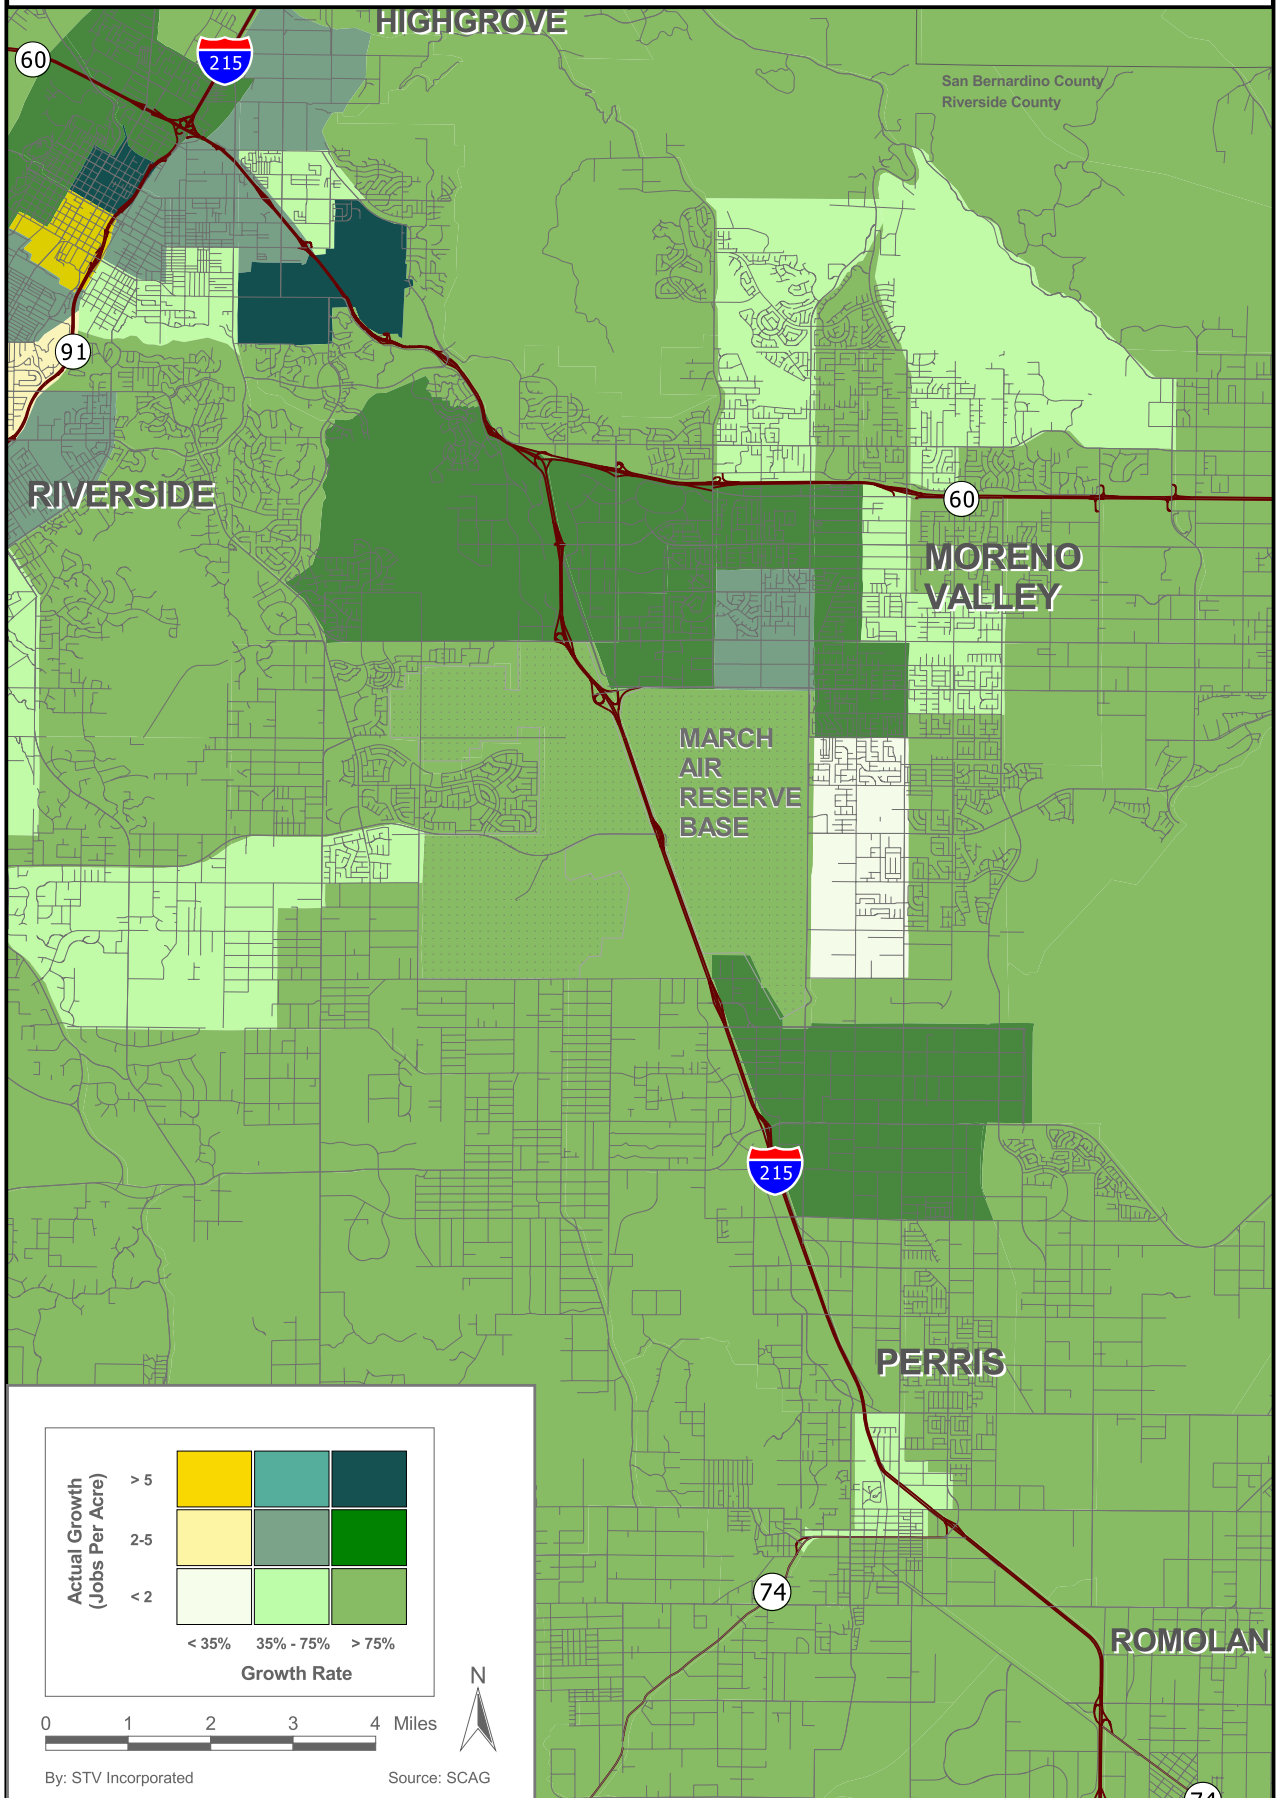 HIGHGROVE
60
215
San Bernardino County
Riverside County
91
RIVERSIDE
60
MORENO
VALLEY
MARCH
AIR
RESERVE
BASE
215
PERRIS
74
ROMOLAN
74
Actual Growth
(Jobs Per Acre)
> 5
2-5
< 2
< 35%
35% - 75%
> 75%
Growth Rate
N
0 1 2 3 4 Miles
By: STV Incorporated
Source: SCAG